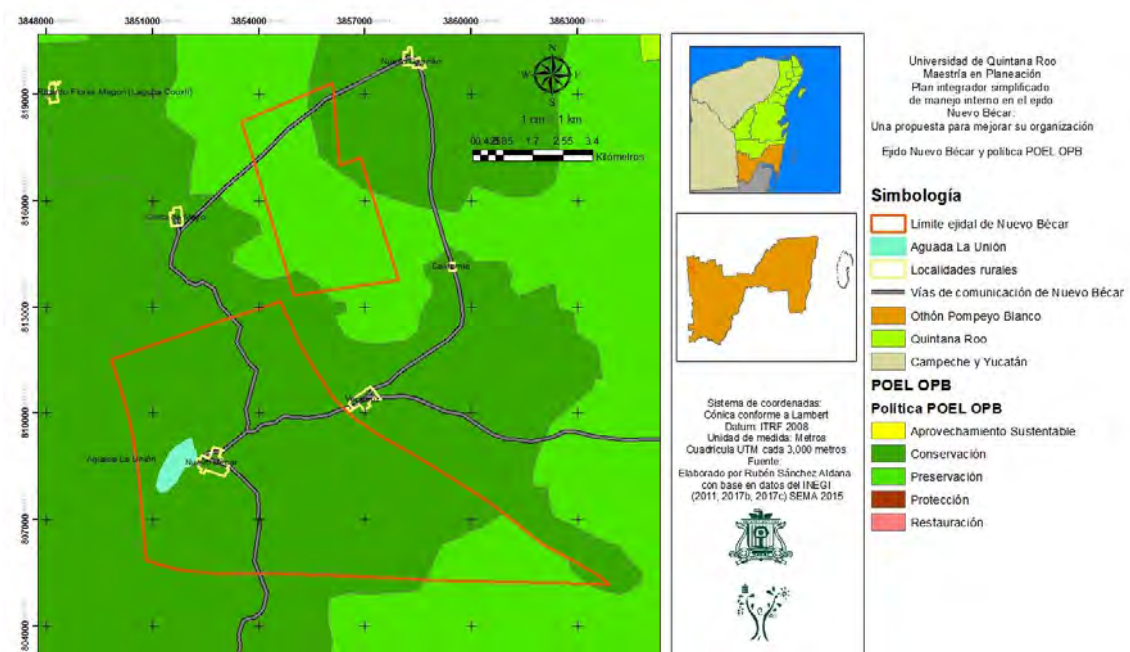 3848000 3851000 3854000 3857000 3860000 3863000
819000
816000
813000
810000
807000
804000
N
1 cm = 1 km
1.7 2.55 3.4
Kilómetros
Ricardo Flores Magón (Laguna
Aguada La Unión
Universidad de Quintana Roo
Maestría en Planeación
Plan integrador simplificado
de manejo interno en el ejido
Nuevo Bécar:
Una propuesta para mejorar su organización
Ejido Nuevo Bécar y política POEL OPB
Simbología
Límite ejidal de Nuevo Bécar
Aguada La Unión
Localidades rurales
Vías de comunicación de Nuevo Bécar
Othón Pompeyo Blanco
Quintana Roo
Campeche y Yucatán
POEL OPB
Política POEL OPB
Aprovechamiento Sustentable
Conservación
Preservación
Protección
Restauración
Sistema de coordenadas:
Cónica conforme a Lambert
Datum: ITRF 2008
Unidad de medida: Metros
Cuadrícula UTM cada 3,000 metros
Fuente:
Elaborado por Rubén Sánchez Aldana
con base en datos del INEGI
(2011, 2017b, 2017c) SEMA 2015